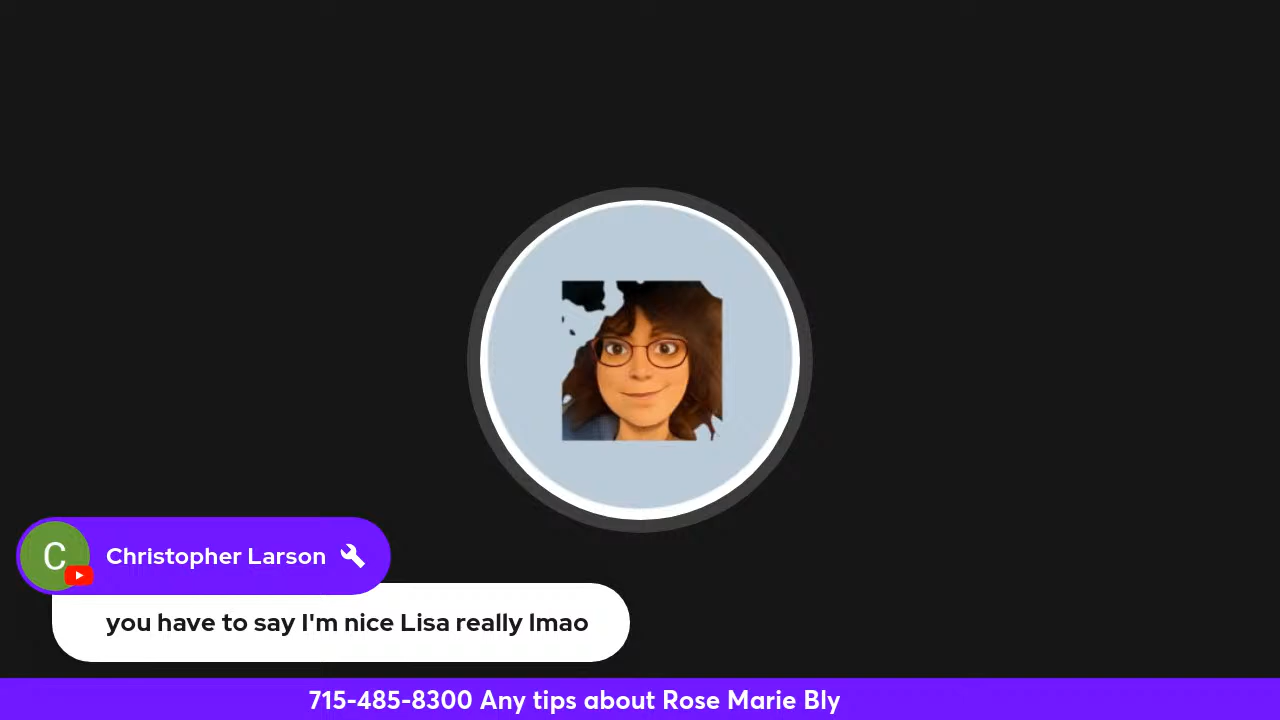 C
Christopher Larson
you have to say I'm nice Lisa really lmao
715-485-8300 Any tips about Rose Marie Bly